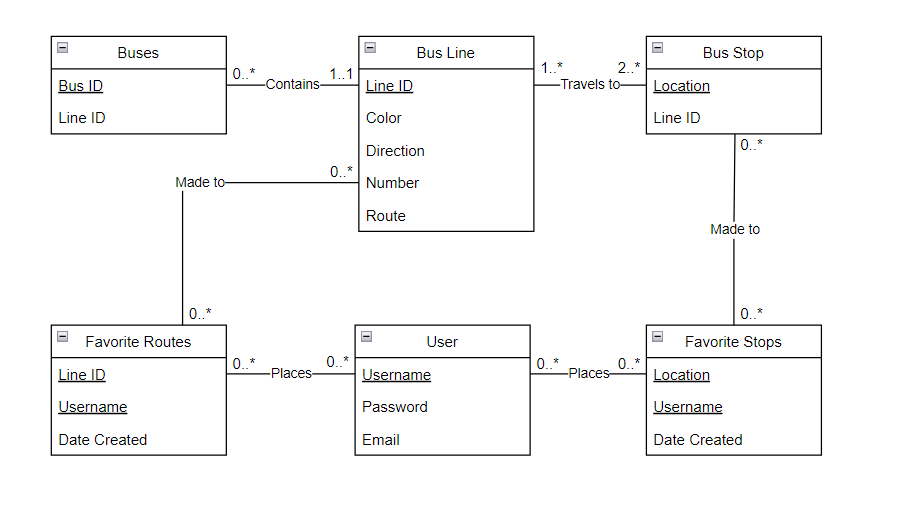 Buses
Bus ID
Line ID
0..*
Contains
1..1
Bus Line
Line ID
Color
Direction
Number
Route
1..*
Travels to
2..*
Bus Stop
Location
Line ID
0..*
Made to
0..*
0..*
Made to
0..*
Favorite Routes
Line ID
Username
Date Created
0..*
Places
0..*
User
Username
Password
Email
0..*
Places
0..*
Favorite Stops
Location
Username
Date Created